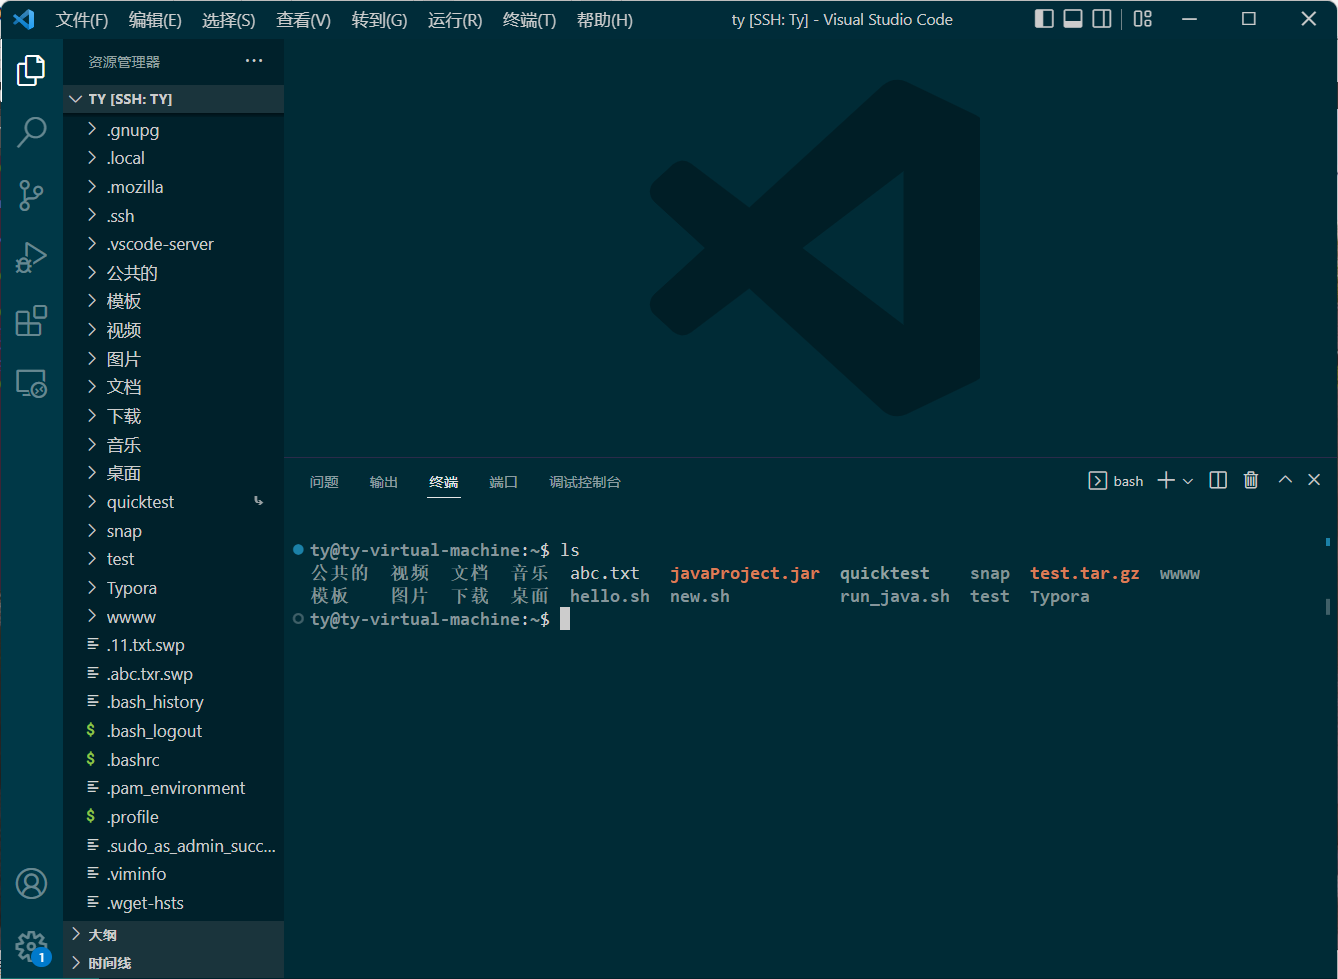 文件(F) 编辑(E) 选择(S) 查看(V) 转到(G) 运行(R) 终端(T) 帮助(H) ty [SSH: Ty] - Visual Studio Code
资源管理器 ···
TY [SSH: TY]
.gnupg
.local
.mozilla
.ssh
.vscode-server
公共的
模板
视频
图片
文档
下载
音乐
桌面
quicktest
snap
test
Typora
wwww
.11.txt.swp
.abc.txr.swp
.bash_history
$ .bash_logout
$ .bashrc
.pam_environment
$ .profile
.sudo_as_admin_succ...
.viminfo
.wget-hsts
大纲
时间线
1
问题 输出 终端 端口 调试控制台 bash
ty@ty-virtual-machine:~$ ls
公共的 视频 文档 音乐 abc.txt javaProject.jar quicktest snap test.tar.gz wwww
模板 图片 下载 桌面 hello.sh new.sh run_java.sh test Typora
ty@ty-virtual-machine:~$